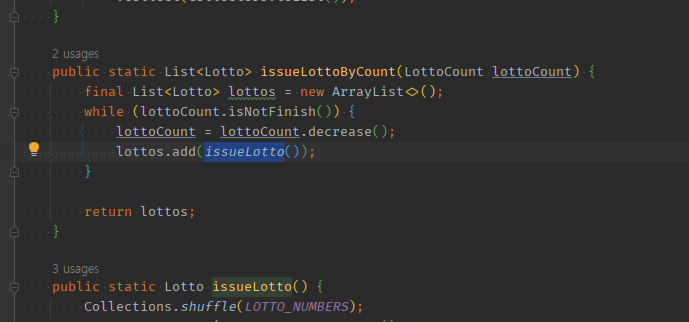 }
2 usages
public static List<Lotto> issueLottoByCount(LottoCount lottoCount) {
final List<Lotto> lottos = new ArrayList<>();
while (lottoCount.isNotFinish()) {
lottoCount = lottoCount.decrease();
lottos.add(issueLotto());
}
return lottos;
}
3 usages
public static Lotto issueLotto() {
Collections.shuffle(LOTTO_NUMBERS);